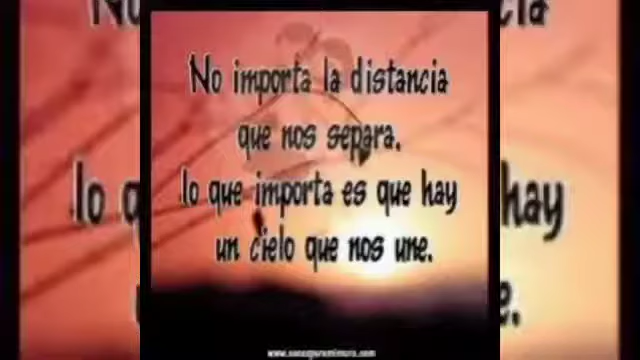 No importa la distancia
que nos separa,
lo que importa es que hay
un cielo que nos une.